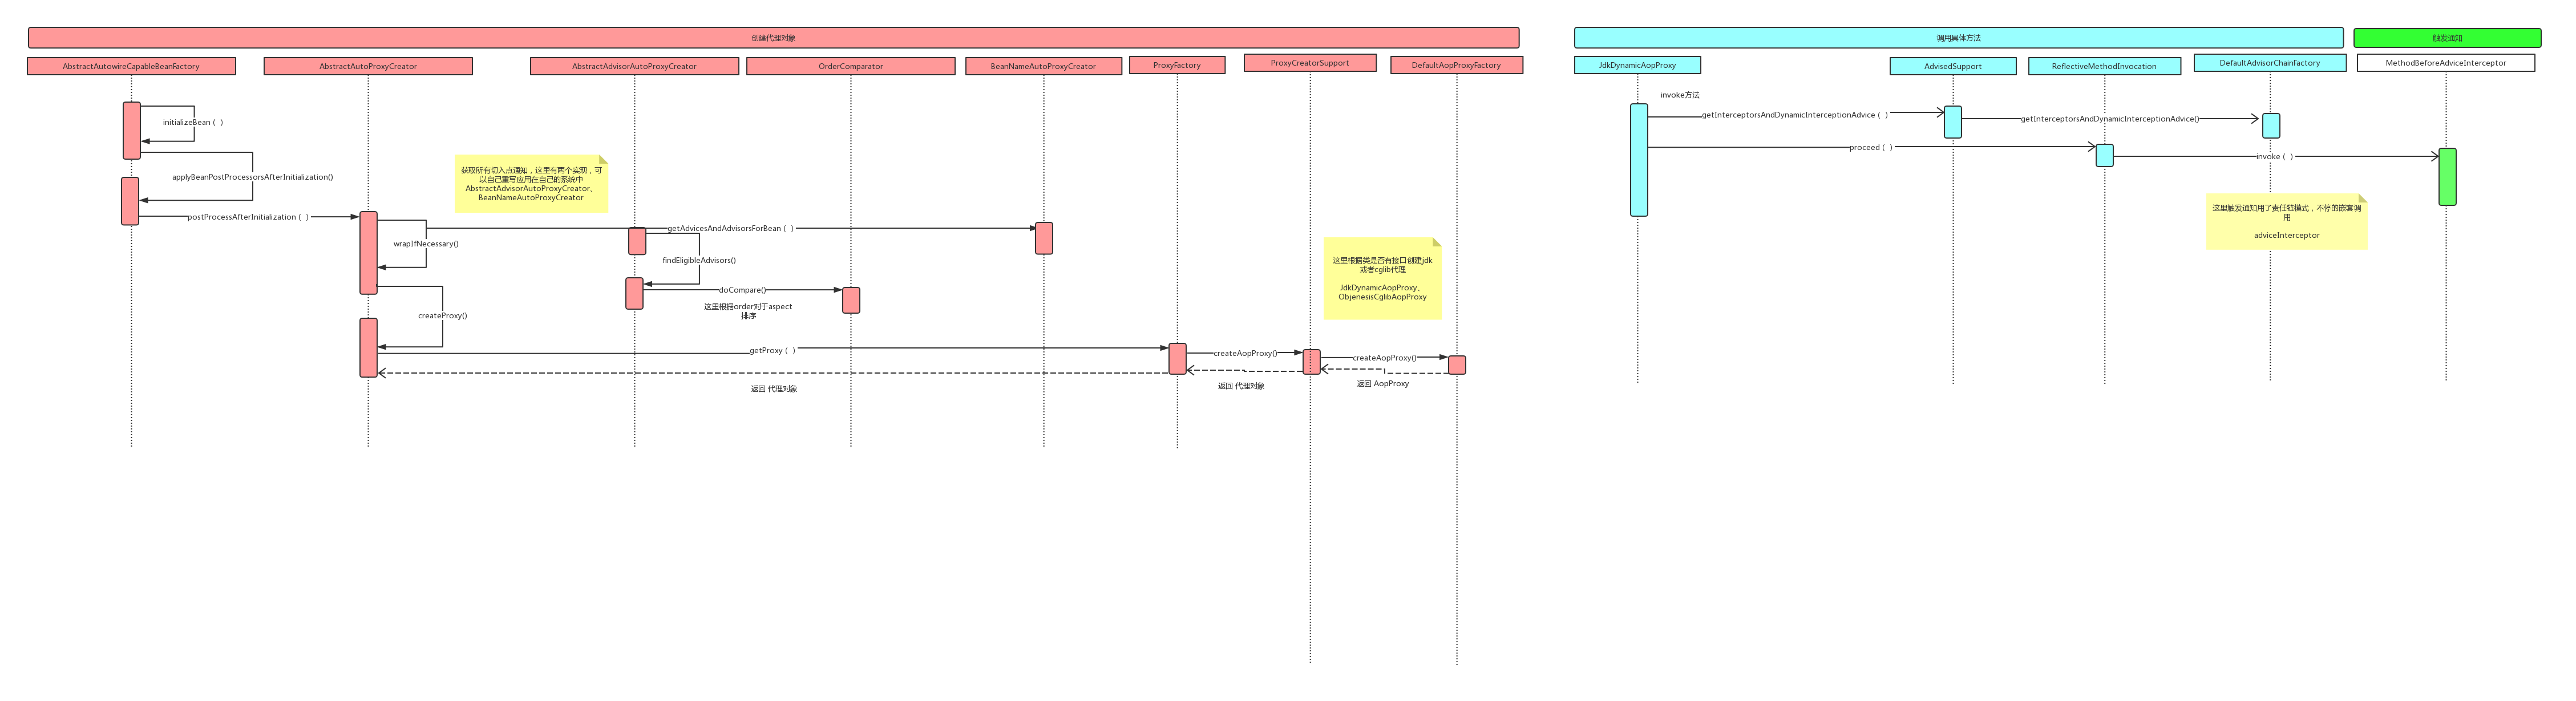 创建代理对象
调用具体方法
触发通知
AbstractAutowireCapableBeanFactory
AbstractAutoProxyCreator
AbstractAdvisorAutoProxyCreator
OrderComparator
BeanNameAutoProxyCreator
ProxyFactory
ProxyCreatorSupport
DefaultAopProxyFactory
JdkDynamicAopProxy
AdvisedSupport
ReflectiveMethodInvocation
DefaultAdvisorChainFactory
MethodBeforeAdviceInterceptor
initializeBean（ ）
applyBeanPostProcessorsAfterInitialization()
postProcessAfterInitialization（ ）
wrapIfNecessary()
createProxy()
获取所有切入点通知，这里有两个实现，可
以自己重写应用在自己的系统中
AbstractAdvisorAutoProxyCreator、
BeanNameAutoProxyCreator
getAdvicesAndAdvisorsForBean（ ）
findEligibleAdvisors()
doCompare()
这里根据order对于aspect
排序
getProxy（ ）
返回 代理对象
createAopProxy()
返回 代理对象
这里根据类是否有接口创建jdk
或者cglib代理
JdkDynamicAopProxy、
ObjenesisCglibAopProxy
createAopProxy()
返回 AopProxy
invoke方法
getInterceptorsAndDynamicInterceptionAdvice（ ）
getInterceptorsAndDynamicInterceptionAdvice()
proceed（ ）
invoke（ ）
这里触发通知用了责任链模式，不停的嵌套调
用
adviceInterceptor